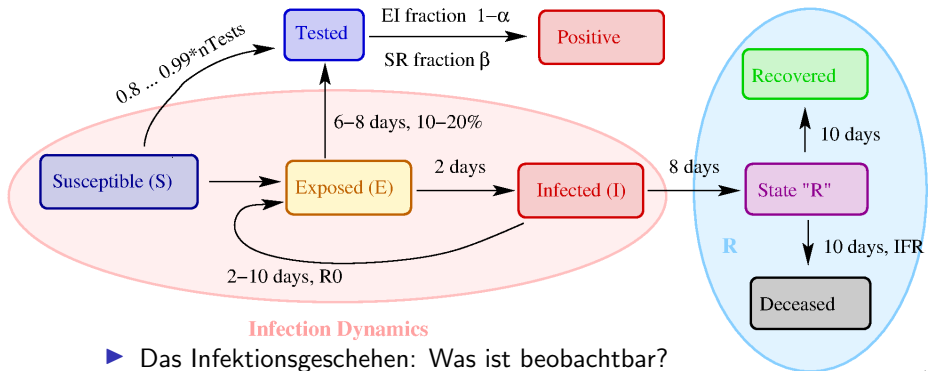 Tested
EI fraction 1−α
SR fraction β
Positive
0.8 ... 0.99*nTests
Recovered
6−8 days, 10−20%
10 days
Susceptible (S)
Exposed (E)
2 days
Infected (I)
8 days
State "R"
R
10 days, IFR
2−10 days, R0
Deceased
Infection Dynamics
▶ Das Infektionsgeschehen: Was ist beobachtbar?